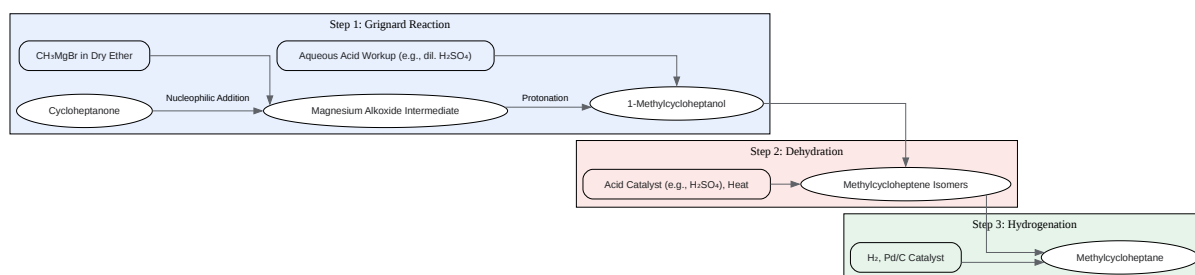 Step 1: Grignard Reaction
CH₃MgBr in Dry Ether
Aqueous Acid Workup (e.g., dil. H₂SO₄)
Cycloheptanone
Nucleophilic Addition
Magnesium Alkoxide Intermediate
Protonation
1-Methylcycloheptanol
Step 2: Dehydration
Acid Catalyst (e.g., H₂SO₄), Heat
Methylcycloheptene Isomers
Step 3: Hydrogenation
H₂, Pd/C Catalyst
Methylcycloheptane